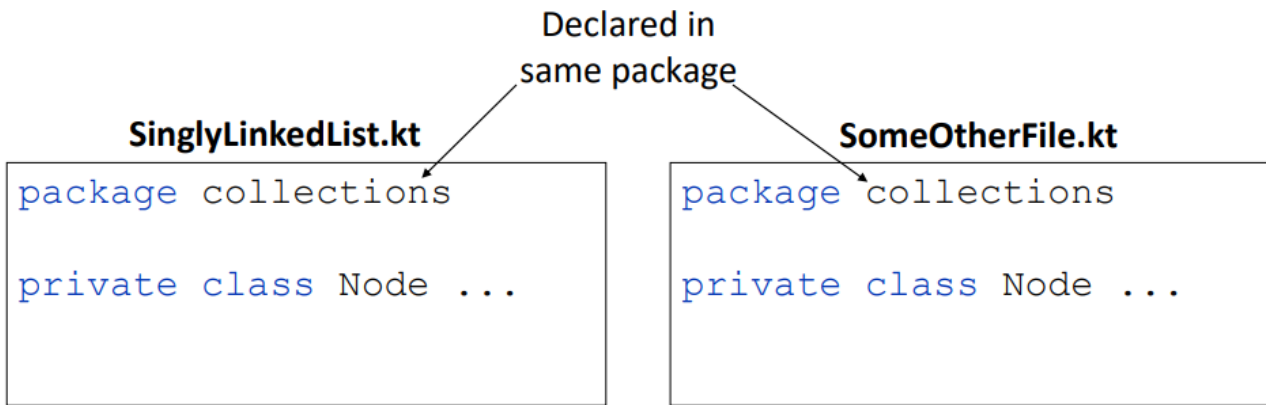 Declared in
same package
SinglyLinkedList.kt
package collections
private class Node ...
SomeOtherFile.kt
package collections
private class Node ...